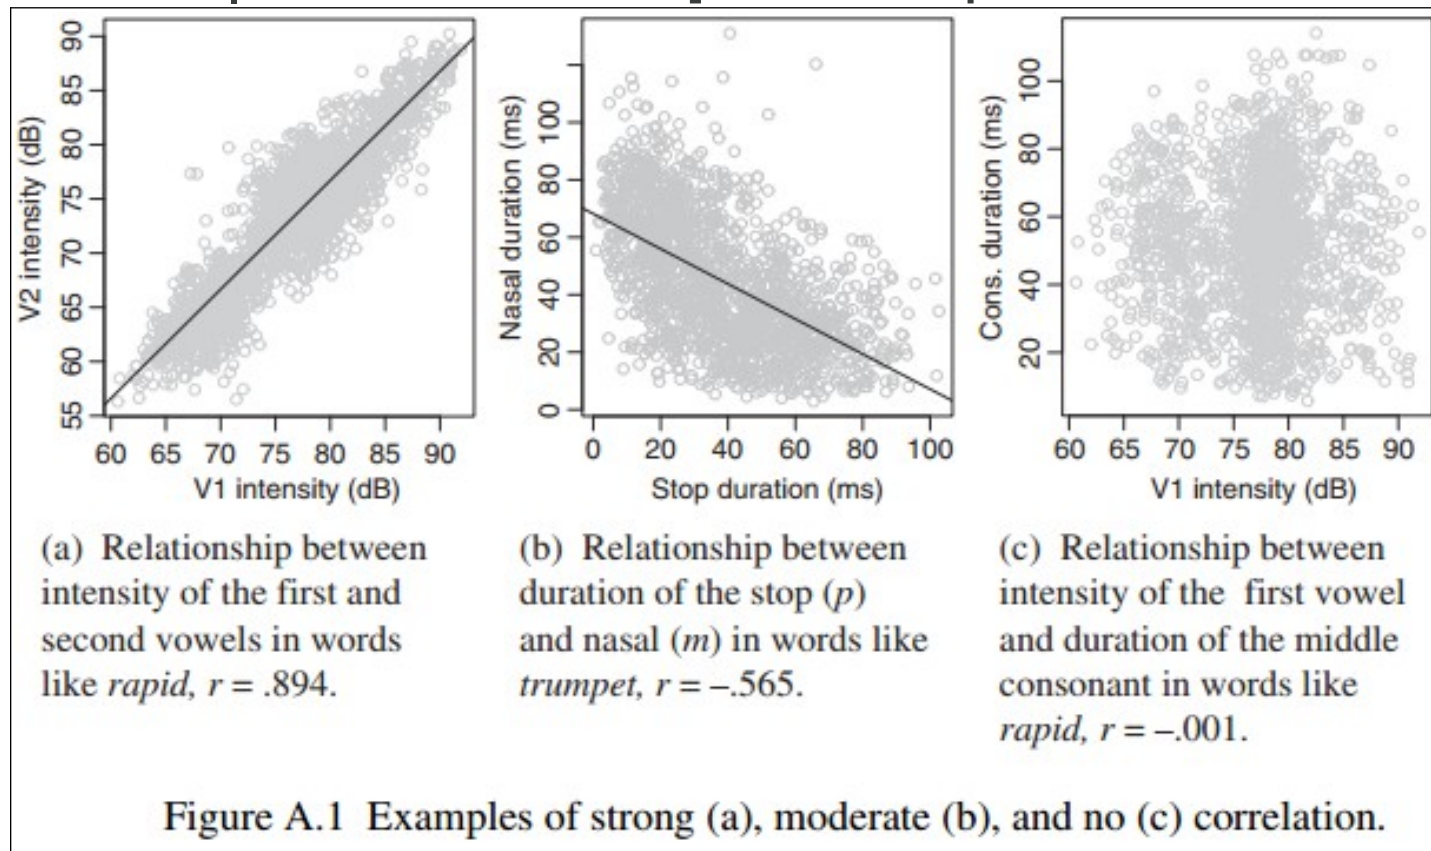 90
85
80
75
70
65
60
55
V2 intensity (dB)
60 65 70 75 80 85 90
V1 intensity (dB)
100
80
60
40
20
0
Nasal duration (ms)
0 20 40 60 80 100
Stop duration (ms)
100
80
60
40
20
Cons. duration (ms)
60 65 70 75 80 85 90
V1 intensity (dB)
(a) Relationship between
intensity of the first and
second vowels in words
like rapid, r = .894.
(b) Relationship between
duration of the stop (p)
and nasal (m) in words like
trumpet, r = –.565.
(c) Relationship between
intensity of the first vowel
and duration of the middle
consonant in words like
rapid, r = –.001.
Figure A.1 Examples of strong (a), moderate (b), and no (c) correlation.